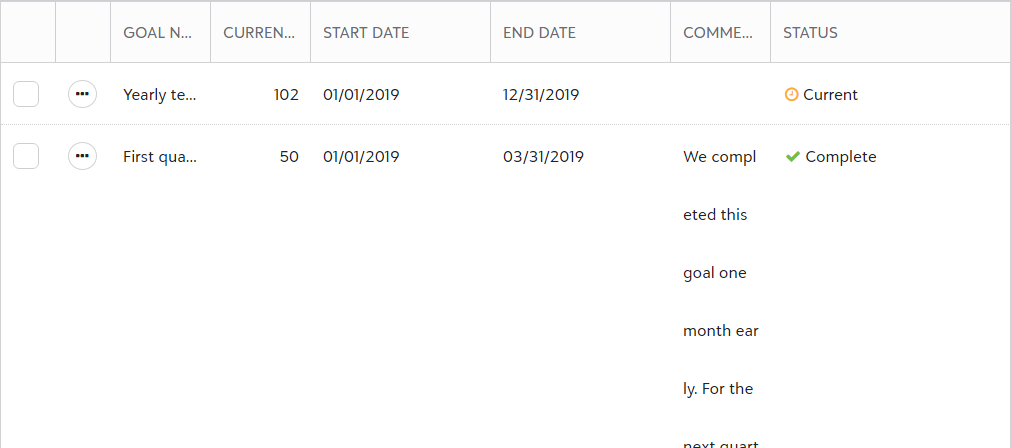 GOAL N... CURREN... START DATE END DATE COMME... STATUS
Yearly te... 102 01/01/2019 12/31/2019 Current
First qua... 50 01/01/2019 03/31/2019 We compl Complete
eted this
goal one
month ear
ly. For the
next quart